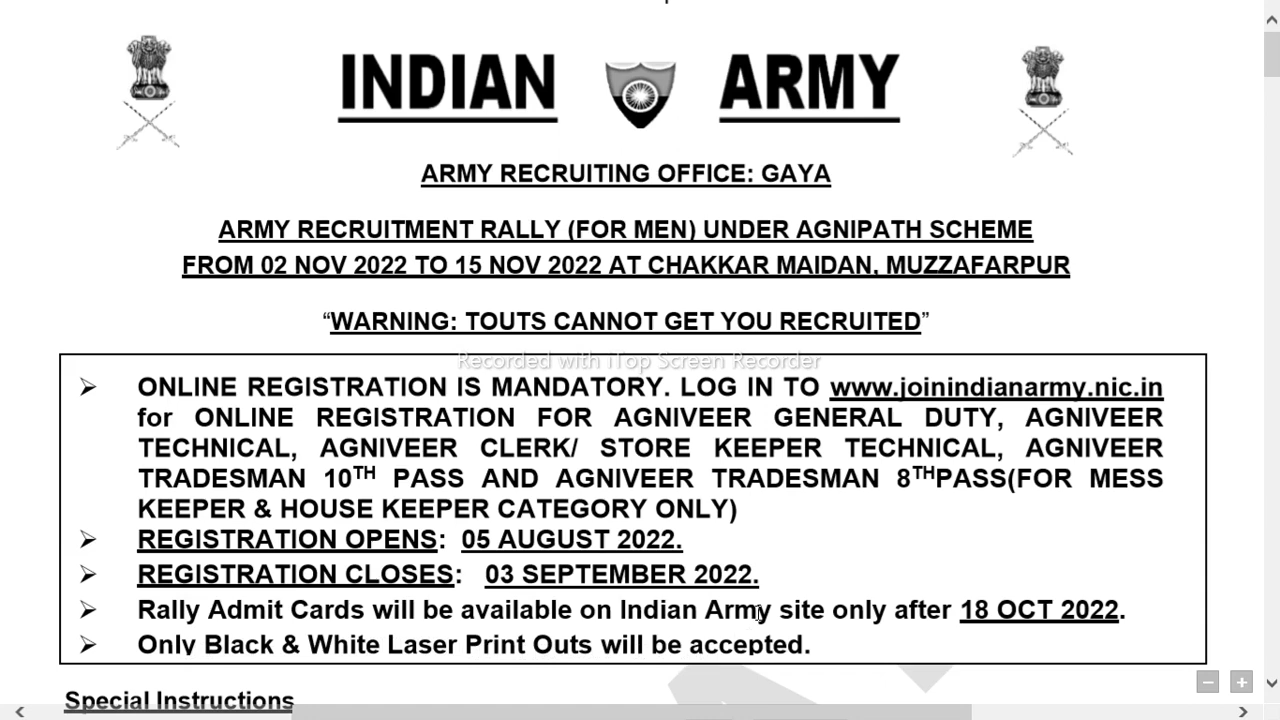 INDIAN ARMY
ARMY RECRUITING OFFICE: GAYA
ARMY RECRUITMENT RALLY (FOR MEN) UNDER AGNIPATH SCHEME
FROM 02 NOV 2022 TO 15 NOV 2022 AT CHAKKAR MAIDAN, MUZZAFARPUR
“WARNING: TOUTS CANNOT GET YOU RECRUITED”
Recorded with iTop Screen Recorder
➢ ONLINE REGISTRATION IS MANDATORY. LOG IN TO www.joinindianarmy.nic.in
for ONLINE REGISTRATION FOR AGNIVEER GENERAL DUTY, AGNIVEER
TECHNICAL, AGNIVEER CLERK/ STORE KEEPER TECHNICAL, AGNIVEER
TRADESMAN 10TH PASS AND AGNIVEER TRADESMAN 8THPASS(FOR MESS
KEEPER & HOUSE KEEPER CATEGORY ONLY)
➢ REGISTRATION OPENS: 05 AUGUST 2022.
➢ REGISTRATION CLOSES: 03 SEPTEMBER 2022.
➢ Rally Admit Cards will be available on Indian Army site only after 18 OCT 2022.
➢ Only Black & White Laser Print Outs will be accepted.
Special Instructions